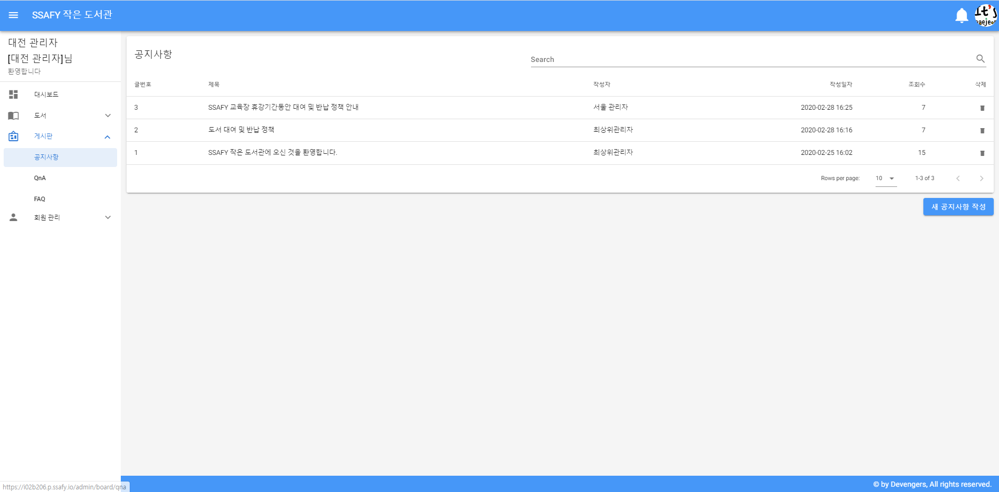 SSAFY 작은 도서관
It's
대전 관리자
[대전 관리자]님
환영합니다
대시보드
도서
게시판
공지사항
QnA
FAQ
회원 관리
공지사항
Search
글번호 제목 작성자 작성일자 조회수 삭제
3 SSAFY 교육장 휴강기간동안 대여 및 반납 정책 안내 서울 관리자 2020-02-28 16:25 7
2 도서 대여 및 반납 정책 최상위관리자 2020-02-28 16:16 7
1 SSAFY 작은 도서관에 오신 것을 환영합니다. 최상위관리자 2020-02-25 16:02 15
Rows per page: 10 1-3 of 3
새 공지사항 작성
https://i02b206.p.ssafy.io/admin/board/qna
© by Devengers, All rights reserved.